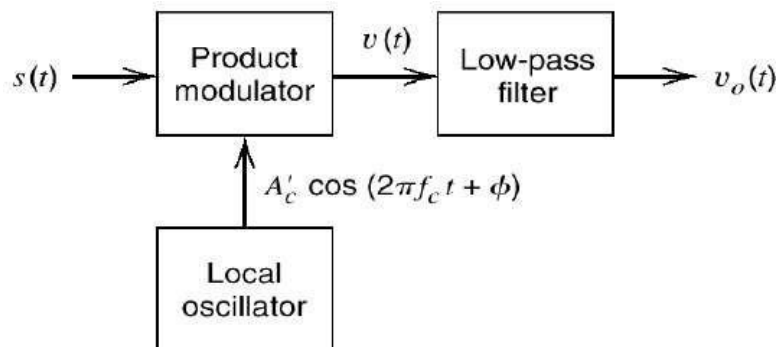 s(t)
Product
modulator
v(t)
Low-pass
filter
v_o(t)
A'_c cos (2πf_c t + ϕ)
Local
oscillator